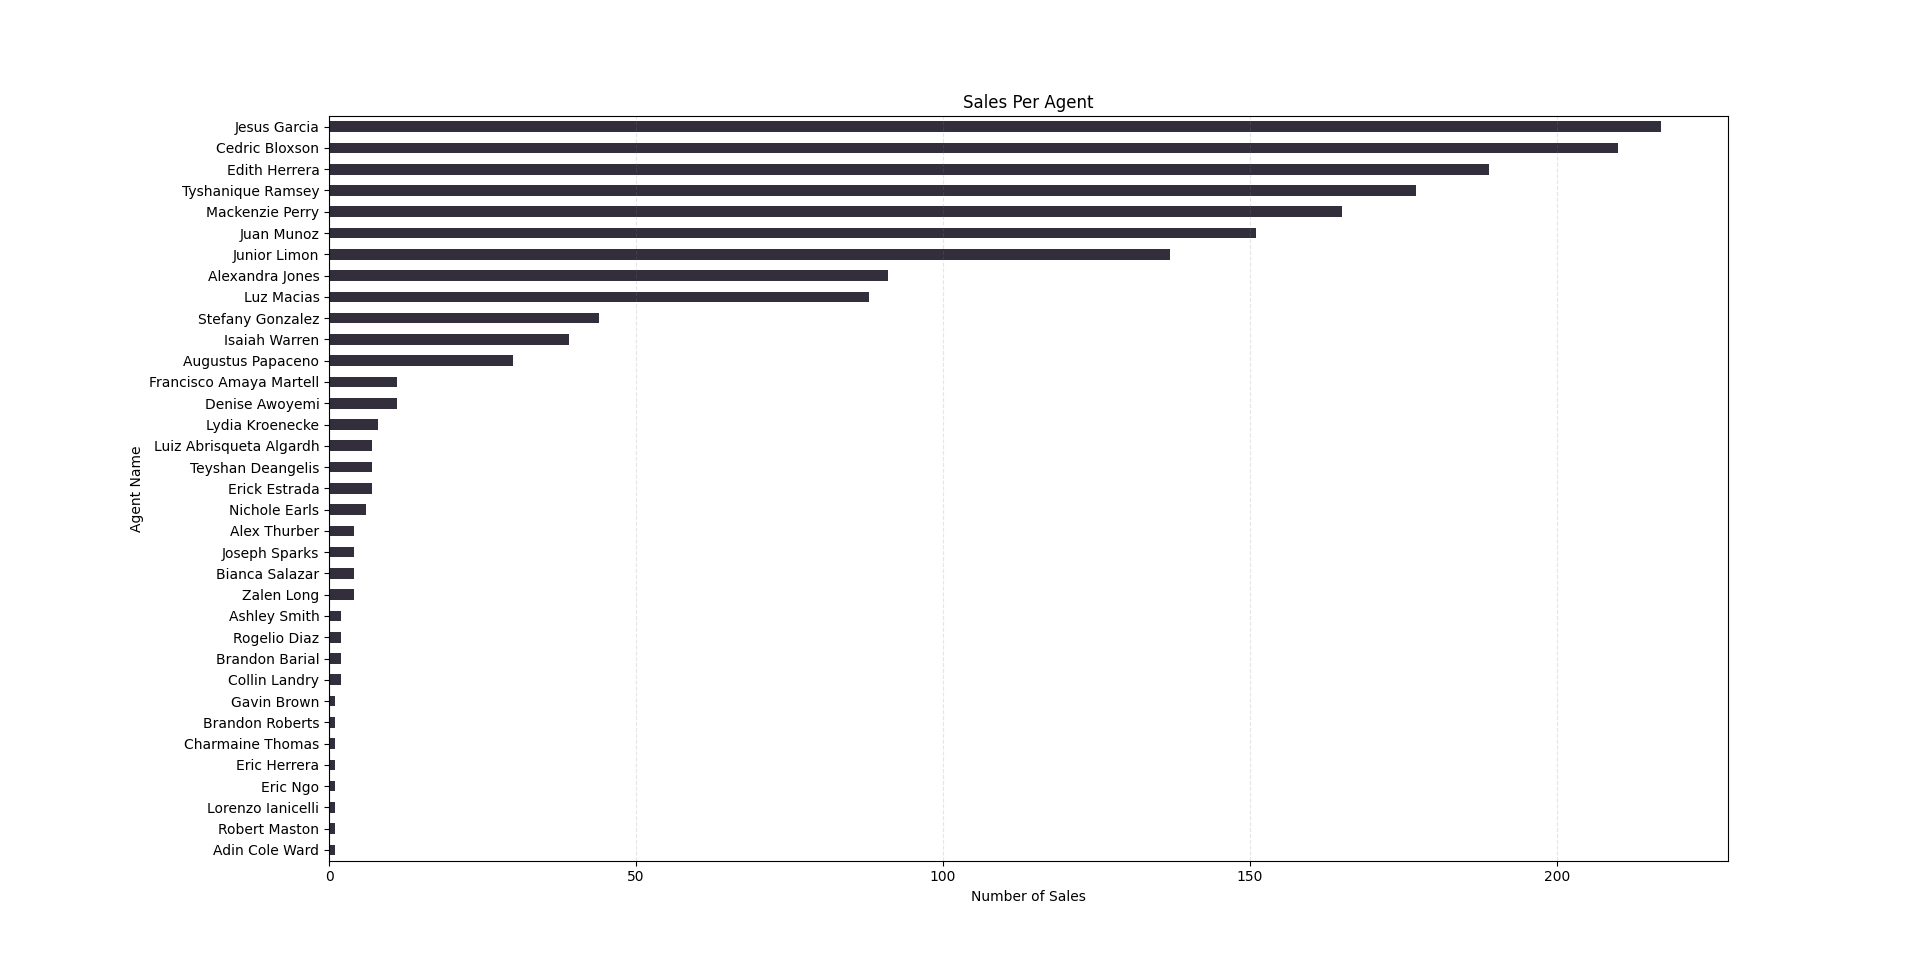 Sales Per Agent
Jesus Garcia
Cedric Bloxson
Edith Herrera
Tyshanique Ramsey
Mackenzie Perry
Juan Munoz
Junior Limon
Alexandra Jones
Luz Macias
Stefany Gonzalez
Isaiah Warren
Augustus Papaceno
Francisco Amaya Martell
Denise Awoyemi
Lydia Kroenecke
Luiz Abrisqueta Algardh
Teyshan Deangelis
Erick Estrada
Nichole Earls
Alex Thurber
Joseph Sparks
Bianca Salazar
Zalen Long
Ashley Smith
Rogelio Diaz
Brandon Barial
Collin Landry
Gavin Brown
Brandon Roberts
Charmaine Thomas
Eric Herrera
Eric Ngo
Lorenzo Ianicelli
Robert Maston
Adin Cole Ward
Agent Name
0 50 100 150 200
Number of Sales